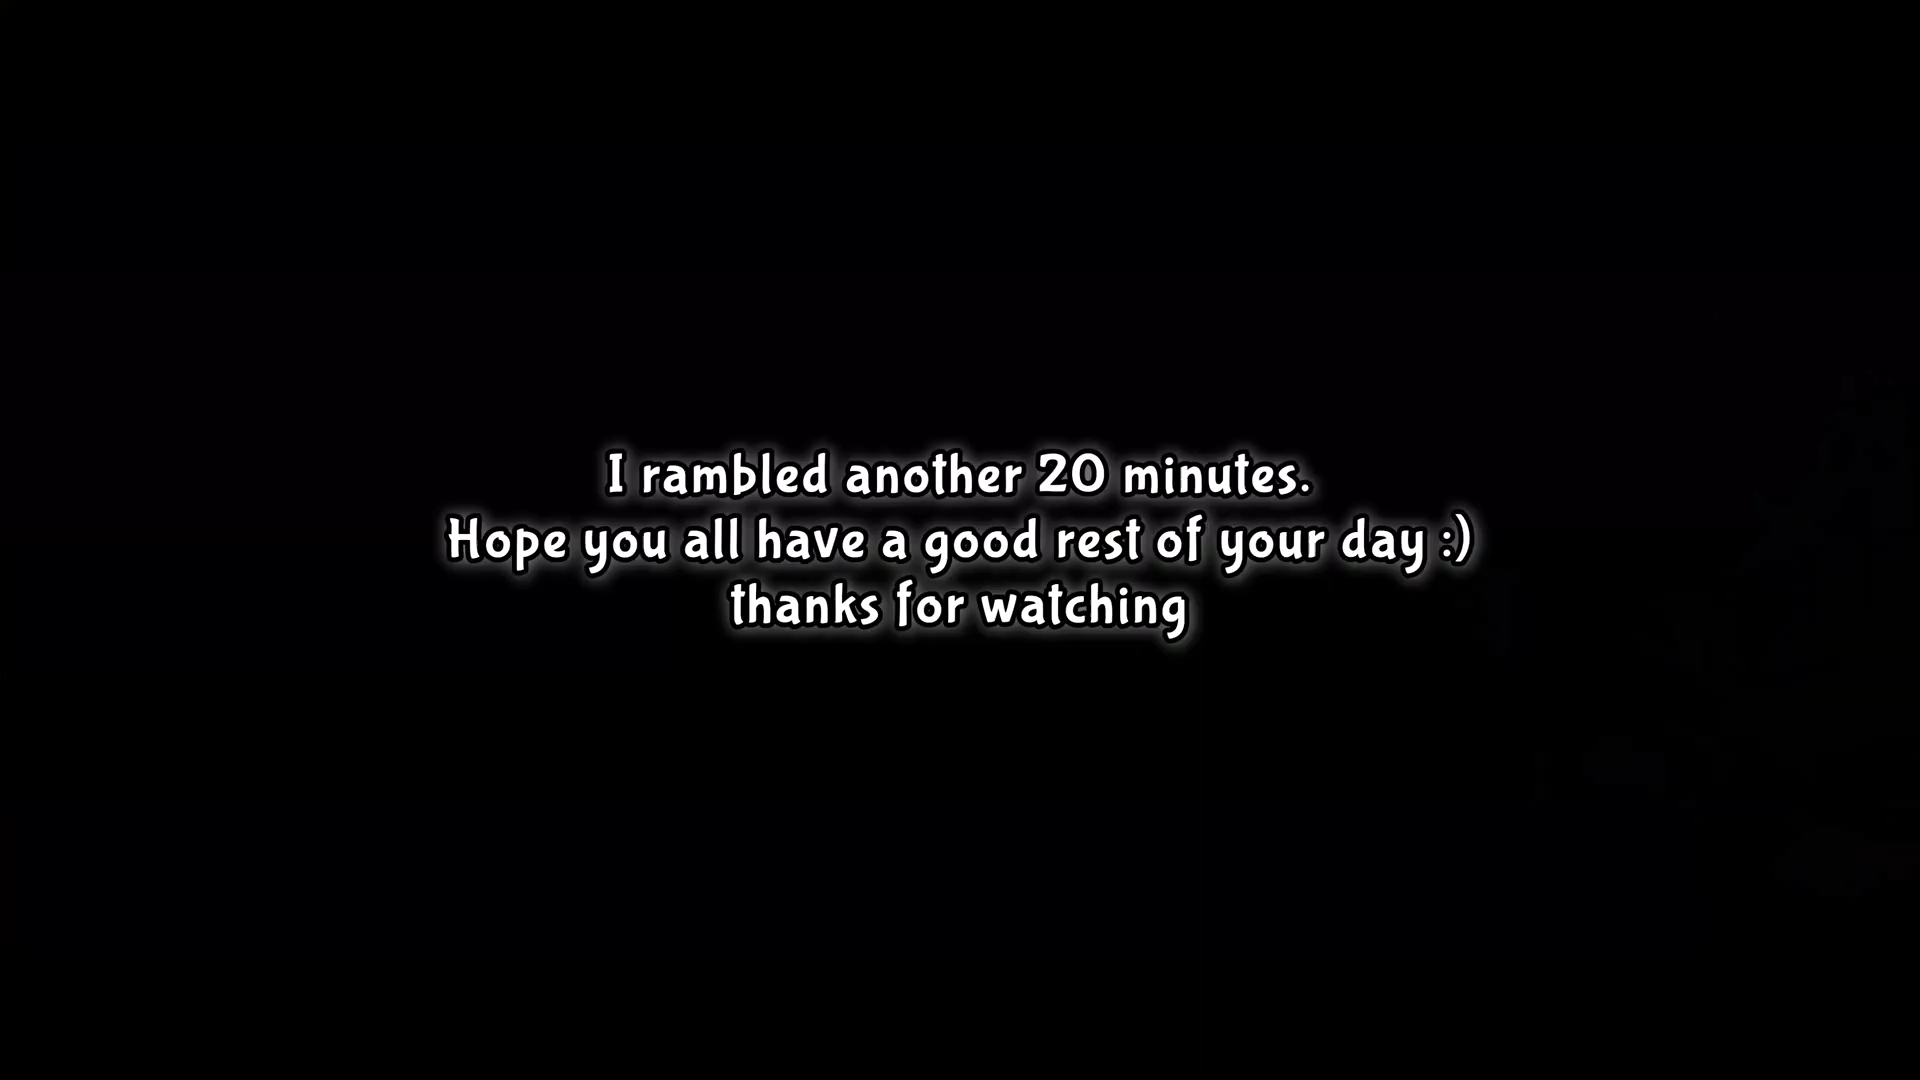 I rambled another 20 minutes.
Hope you all have a good rest of your day :)
thanks for watching